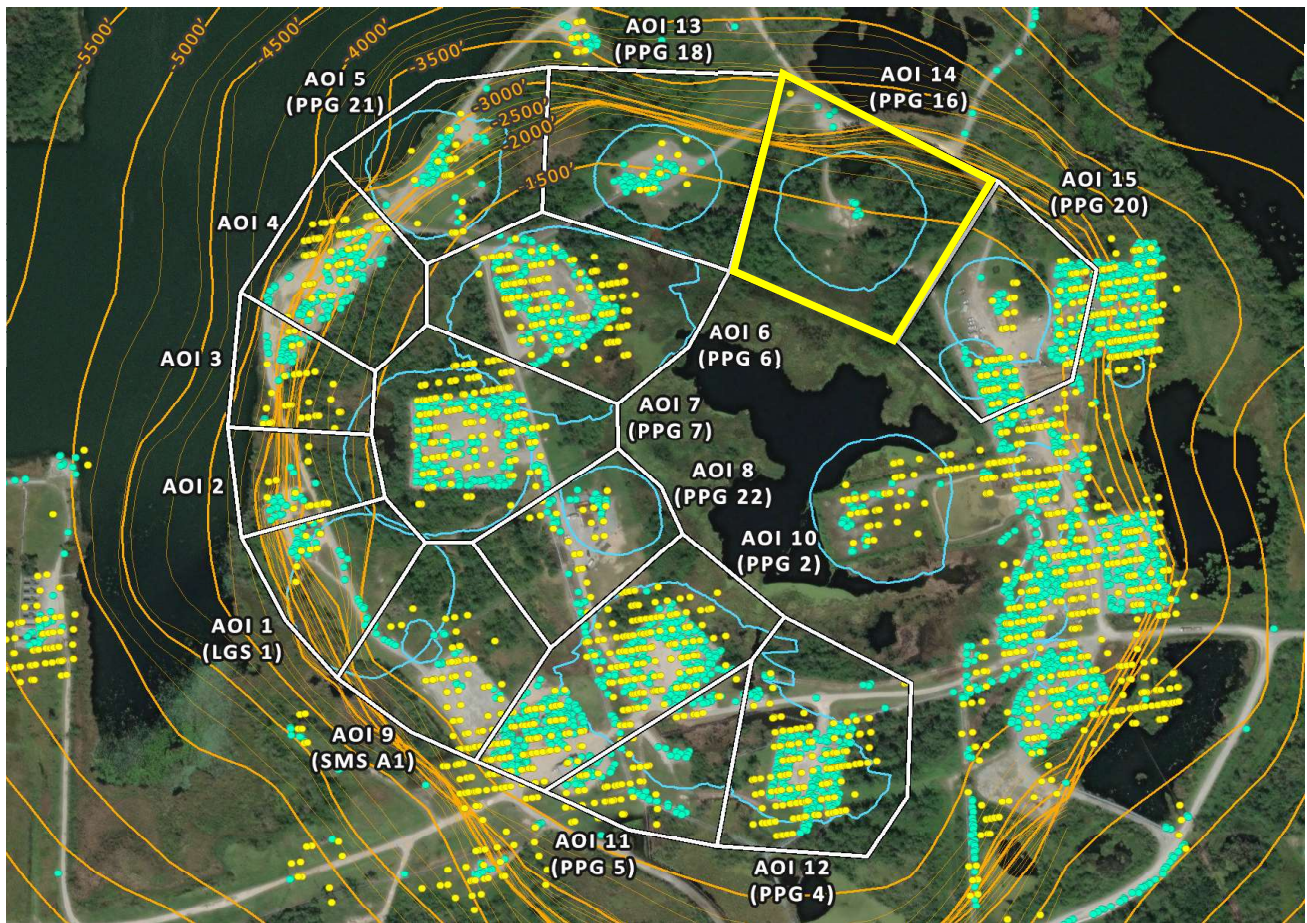 -5500'
-5000'
-4500'
-4000'
-3500'
-3000'
-2500'
-2000'
-1500'
AOI 13
(PPG 18)
AOI 14
(PPG 16)
AOI 5
(PPG 21)
AOI 15
(PPG 20)
AOI 4
AOI 3
AOI 6
(PPG 6)
AOI 7
(PPG 7)
AOI 2
AOI 8
(PPG 22)
AOI 10
(PPG 2)
AOI 1
(LGS 1)
AOI 9
(SMS A1)
AOI 11
(PPG 5)
AOI 12
(PPG 4)